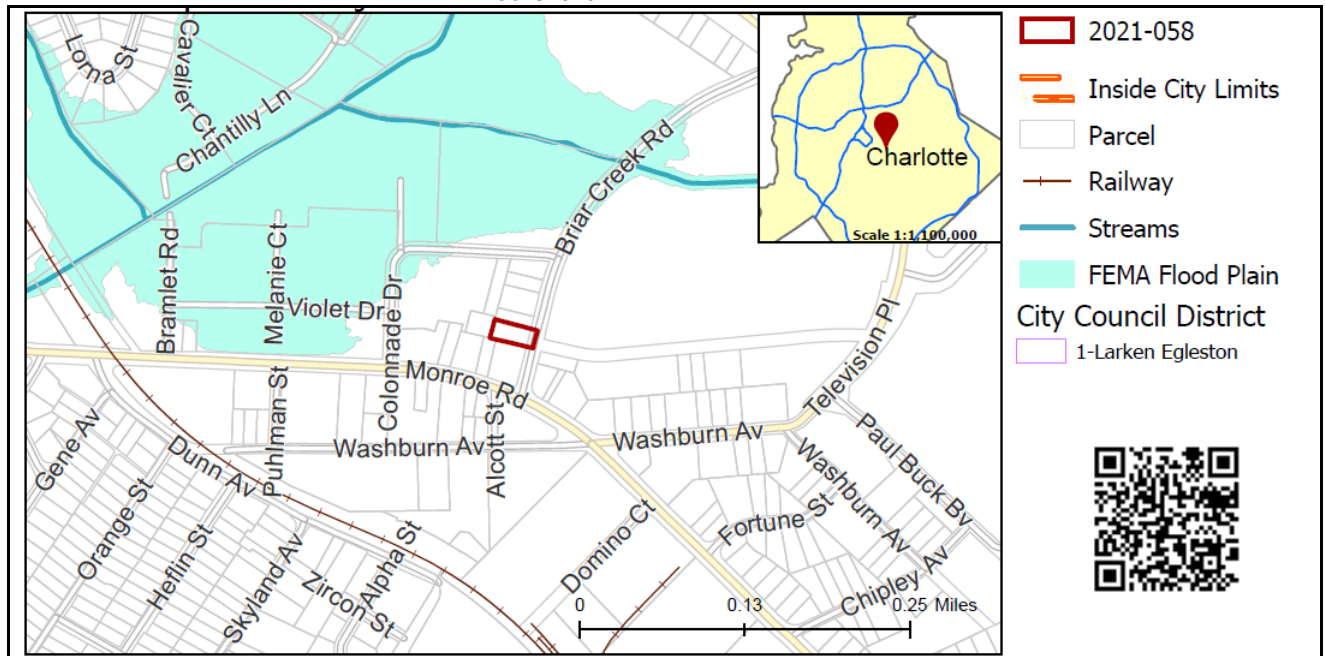 Lorna St
Cavalier Ct
Chantilly Ln
Briar Creek Rd
Charlotte
Scale 1:1,100,000
Bramlet Rd
Melanie Ct
Violet Dr
Colonnade Dr
Television Pl
Monroe Rd
Puhlman St
Gene Av
Dunn Av
Washburn Av
Alcott St
Washburn Av
Paul Buck Bv
Washburn Av
Orange St
Heflin St
Skyland Av
Zircon St
Alpha St
Domino Ct
Fortune St
Chipley Av
0 0.13 0.25 Miles
2021-058
Inside City Limits
Parcel
Railway
Streams
FEMA Flood Plain
City Council District
1-Larken Egleston